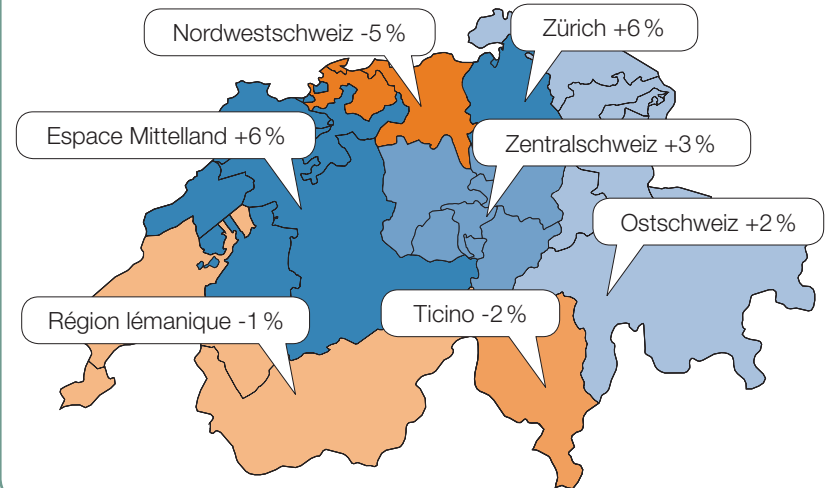 Nordwestschweiz -5 %
Zürich +6 %
Espace Mittelland +6 %
Zentralschweiz +3 %
Ostschweiz +2 %
Région lémanique -1 %
Ticino -2 %